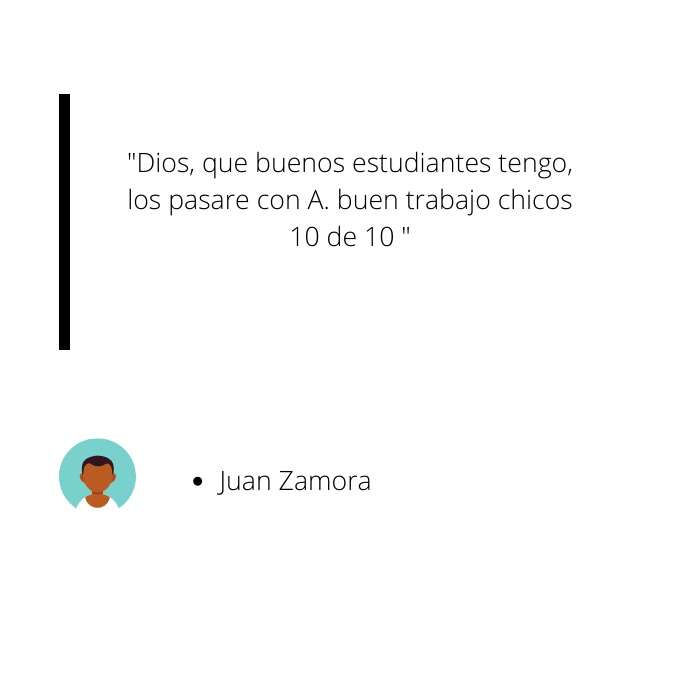 "Dios, que buenos estudiantes tengo,
los pasare con A. buen trabajo chicos
10 de 10 "
• Juan Zamora